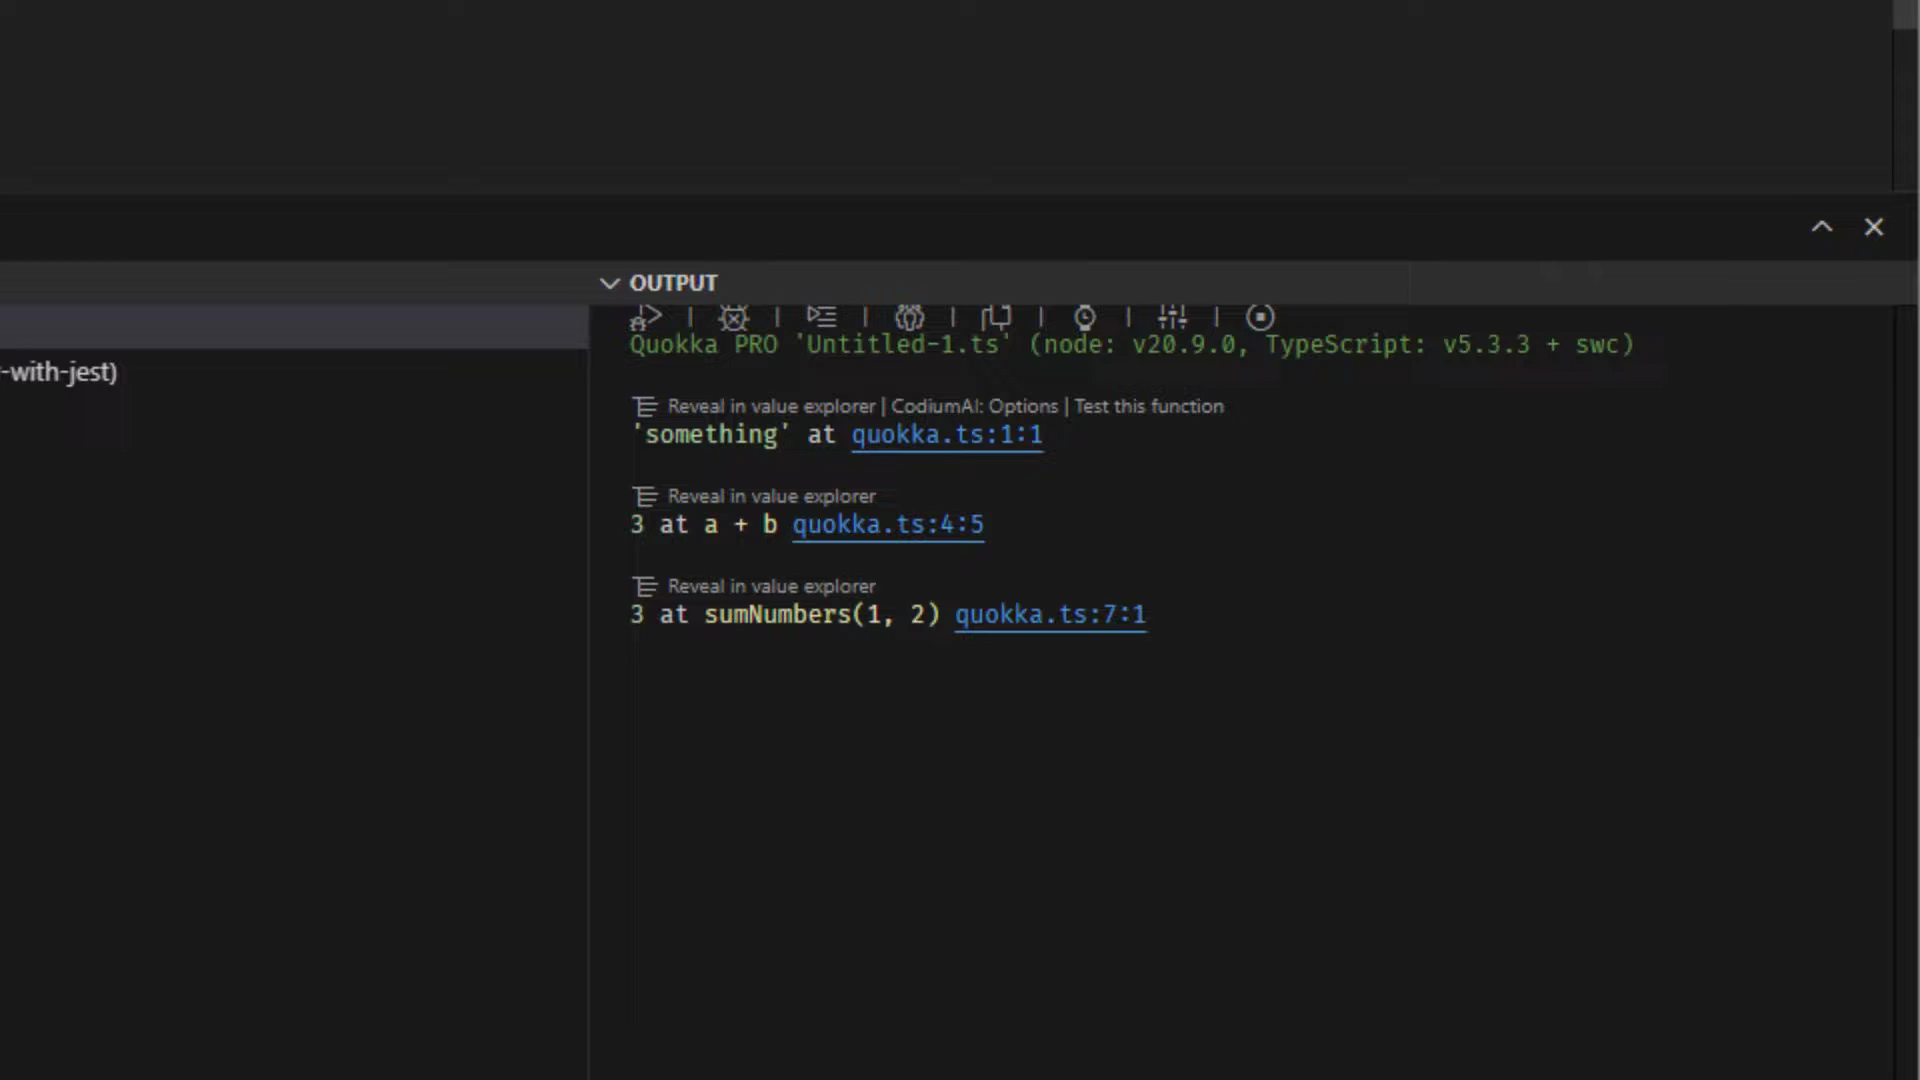 OUTPUT
-with-jest)
Quokka PRO 'Untitled-1.ts' (node: v20.9.0, TypeScript: v5.3.3 + swc)
Reveal in value explorer | CodiumAI: Options | Test this function
'something' at quokka.ts:1:1
Reveal in value explorer
3 at a + b quokka.ts:4:5
Reveal in value explorer
3 at sumNumbers(1, 2) quokka.ts:7:1